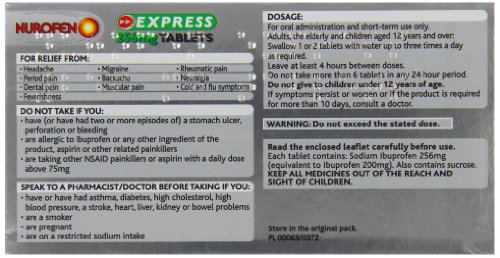 NUROFEN
EXPRESS
256mg TABLETS
FOR RELIEF FROM:
• Headache • Migraine • Rheumatic pain
• Period pain • Backache • Neuralgia
• Dental pain • Muscular pain • Cold and flu symptoms
• Feverishness
DO NOT TAKE IF YOU:
• have (or have had two or more episodes of) a stomach ulcer,
perforation or bleeding
• are allergic to Ibuprofen or any other ingredient of the
product, aspirin or other related painkillers
• are taking other NSAID painkillers or aspirin with a daily dose
above 75mg
SPEAK TO A PHARMACIST/DOCTOR BEFORE TAKING IF YOU:
• have or have had asthma, diabetes, high cholesterol, high
blood pressure, a stroke, heart, liver, kidney or bowel problems
• are a smoker
• are pregnant
• are on a restricted sodium intake
DOSAGE:
For oral administration and short-term use only.
Adults, the elderly and children aged 12 years and over:
Swallow 1 or 2 tablets with water up to three times a day
as required.
Leave at least 4 hours between doses.
Do not take more than 6 tablets in any 24 hour period.
Do not give to children under 12 years of age.
If symptoms persist or worsen or if the product is required
for more than 10 days, consult a doctor.
WARNING: Do not exceed the stated dose.
Read the enclosed leaflet carefully before use.
Each tablet contains: Sodium Ibuprofen 256mg
(equivalent to Ibuprofen 200mg). Also contains sucrose.
KEEP ALL MEDICINES OUT OF THE REACH AND
SIGHT OF CHILDREN.
Store in the original pack.
PL 00063/0372